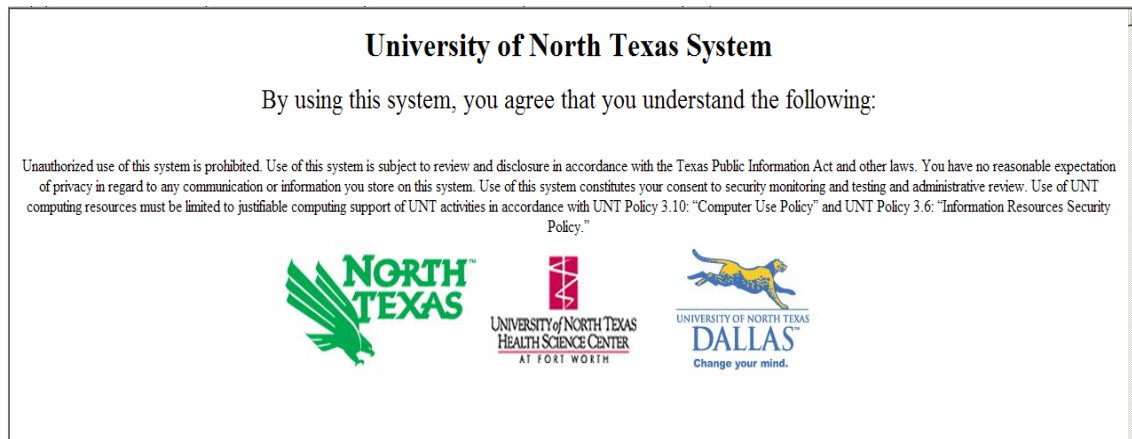 University of North Texas System
By using this system, you agree that you understand the following:
Unauthorized use of this system is prohibited. Use of this system is subject to review and disclosure in accordance with the Texas Public Information Act and other laws. You have no reasonable expectation
of privacy in regard to any communication or information you store on this system. Use of this system constitutes your consent to security monitoring and testing and administrative review. Use of UNT
computing resources must be limited to justifiable computing support of UNT activities in accordance with UNT Policy 3.10: “Computer Use Policy” and UNT Policy 3.6: “Information Resources Security
Policy.”
NORTH™
TEXAS
UNIVERSITY of NORTH TEXAS
HEALTH SCIENCE CENTER
AT FORT WORTH
UNIVERSITY OF NORTH TEXAS
DALLAS™
Change your mind.